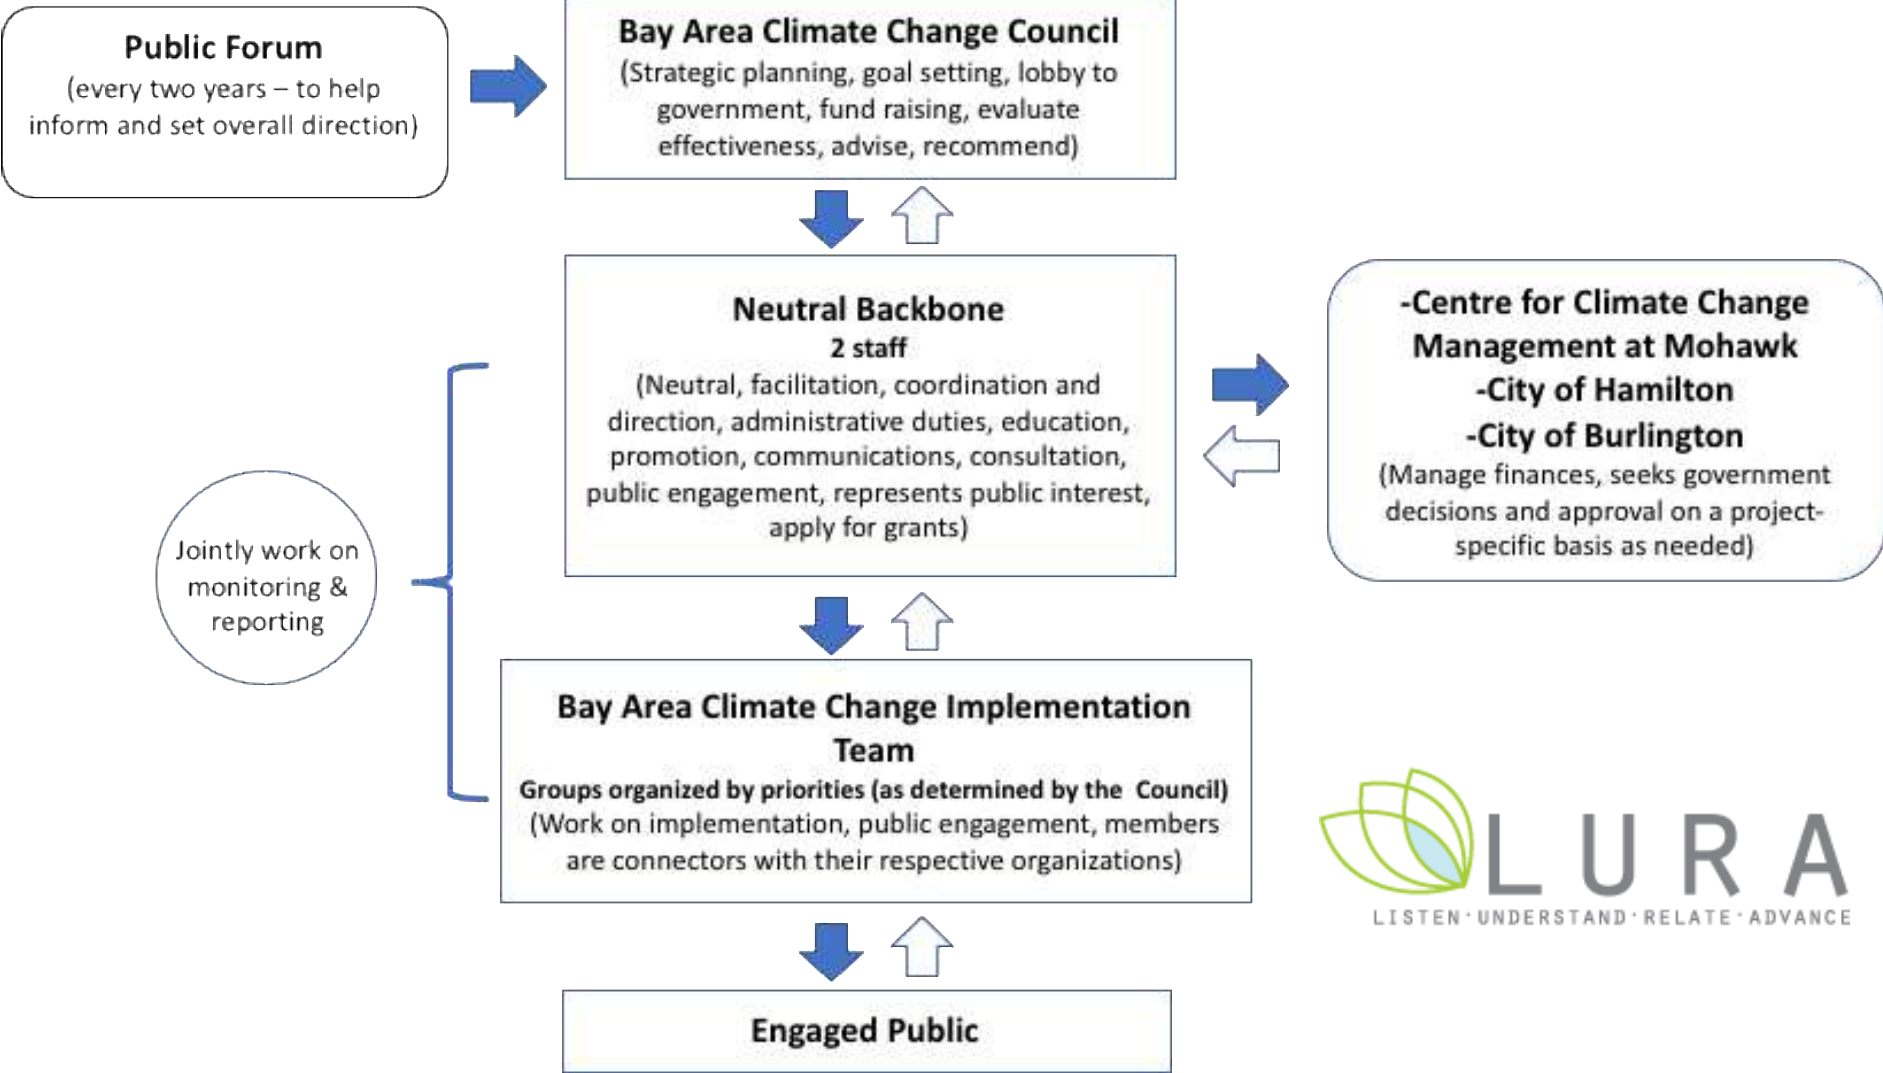 Public Forum
(every two years – to help
inform and set overall direction)
Bay Area Climate Change Council
(Strategic planning, goal setting, lobby to
government, fund raising, evaluate
effectiveness, advise, recommend)
Neutral Backbone
2 staff
(Neutral, facilitation, coordination and
direction, administrative duties, education,
promotion, communications, consultation,
public engagement, represents public interest,
apply for grants)
-Centre for Climate Change
Management at Mohawk
-City of Hamilton
-City of Burlington
(Manage finances, seeks government
decisions and approval on a project-
specific basis as needed)
Jointly work on
monitoring &
reporting
Bay Area Climate Change Implementation
Team
Groups organized by priorities (as determined by the Council)
(Work on implementation, public engagement, members
are connectors with their respective organizations)
LURA
LISTEN·UNDERSTAND·RELATE·ADVANCE
Engaged Public